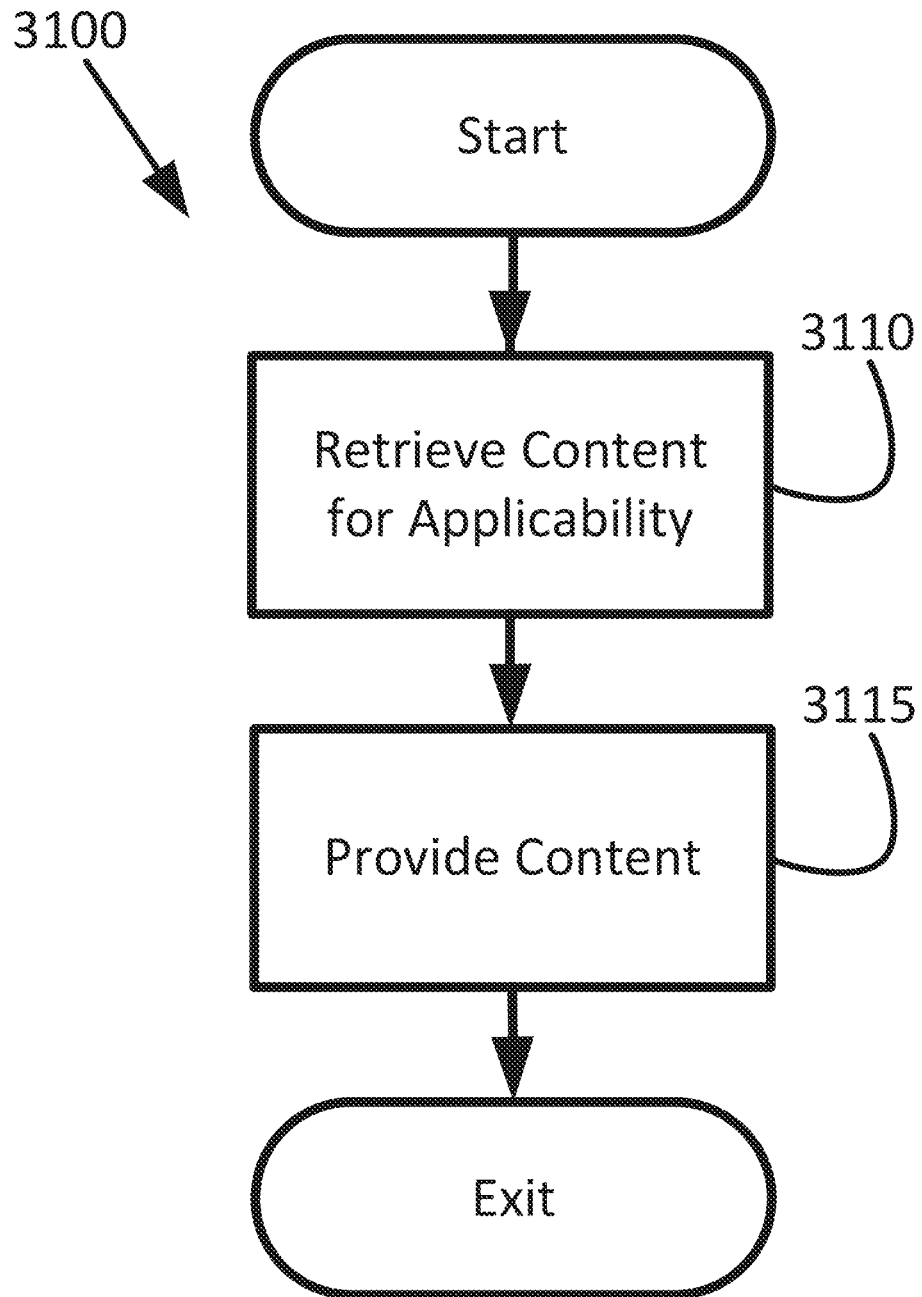 3100
Start
3110
Retrieve Content
for Applicability
3115
Provide Content
Exit